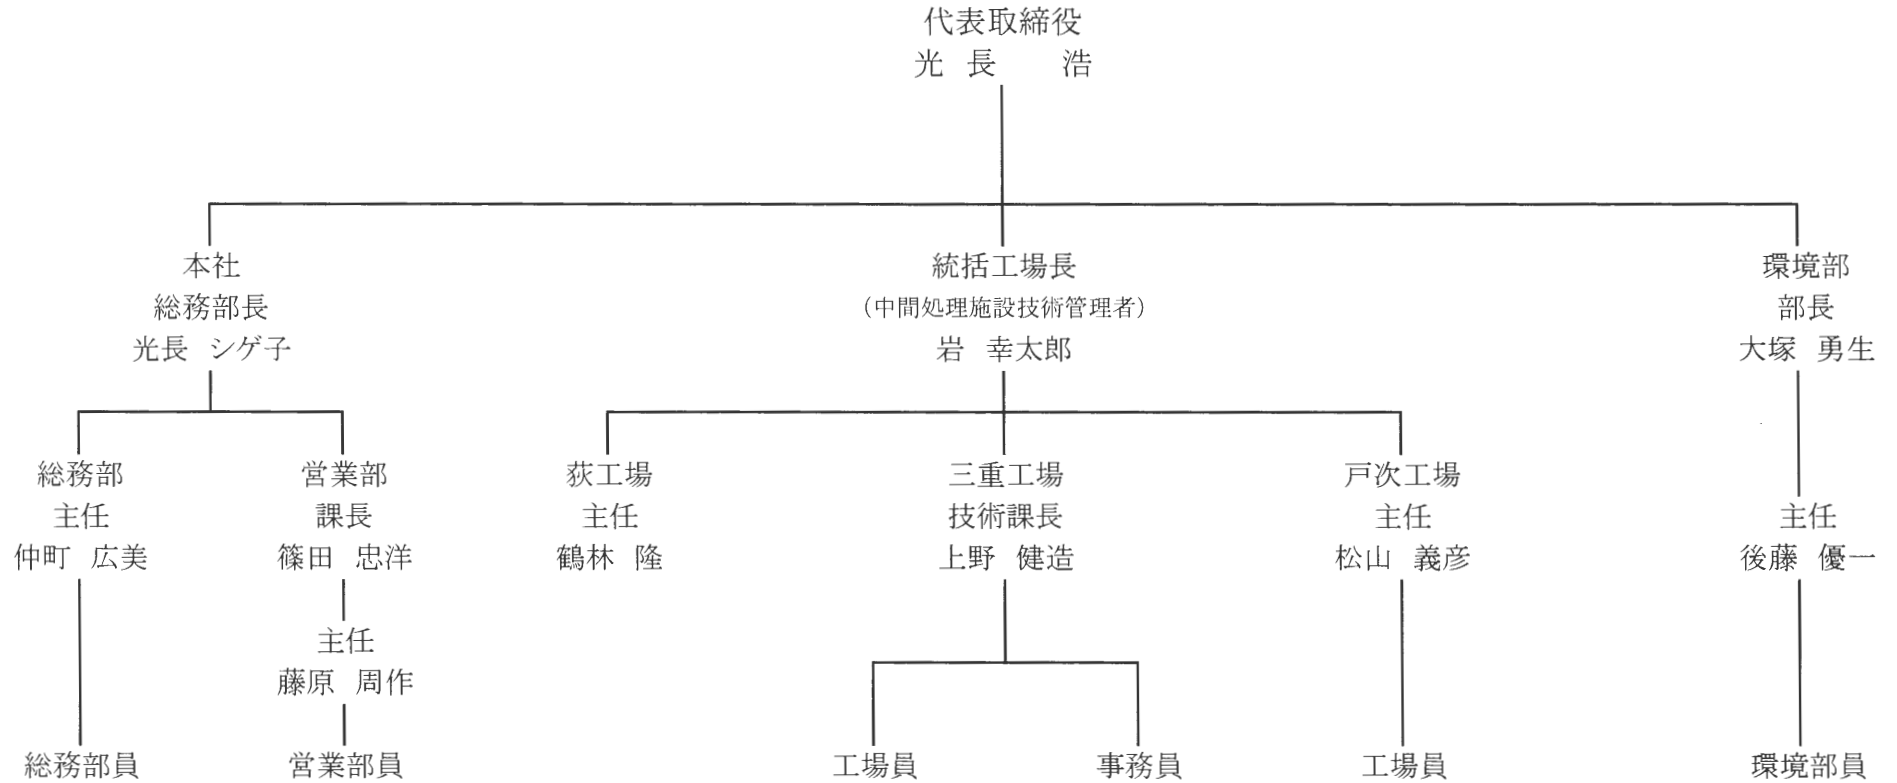 代表取締役
光 長 浩
本社
総務部長
光長 シゲ子
統括工場長
（中間処理施設技術管理者）
岩 幸太郎
環境部
部長
大塚 勇生
総務部
主任
仲町 広美
営業部
課長
篠田 忠洋
荻工場
主任
鶴林 隆
三重工場
技術課長
上野 健造
戸次工場
主任
松山 義彦
主任
後藤 優一
主任
藤原 周作
総務部員
営業部員
工場員
事務員
工場員
環境部員